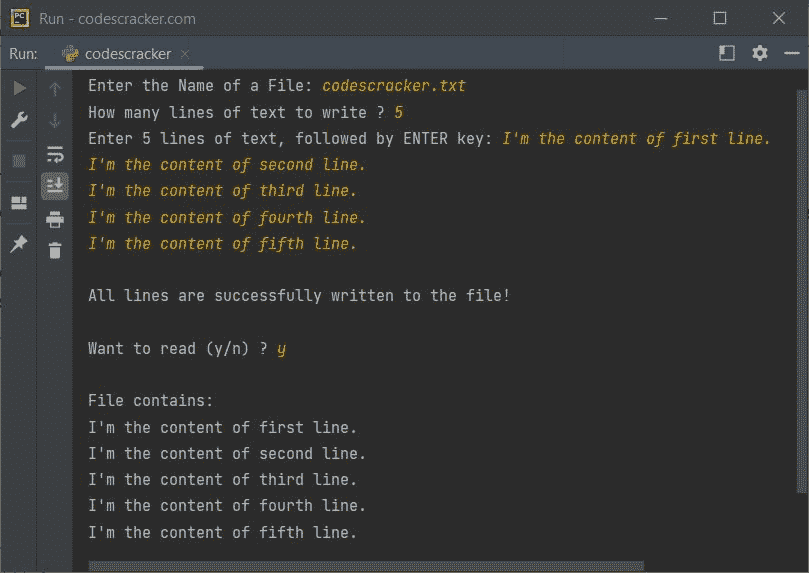 PC
Run - codescracker.com
Run:
codescracker
Enter the Name of a File: codescracker.txt
How many lines of text to write ? 5
Enter 5 lines of text, followed by ENTER key: I'm the content of first line.
I'm the content of second line.
I'm the content of third line.
I'm the content of fourth line.
I'm the content of fifth line.
All lines are successfully written to the file!
Want to read (y/n) ? y
File contains:
I'm the content of first line.
I'm the content of second line.
I'm the content of third line.
I'm the content of fourth line.
I'm the content of fifth line.